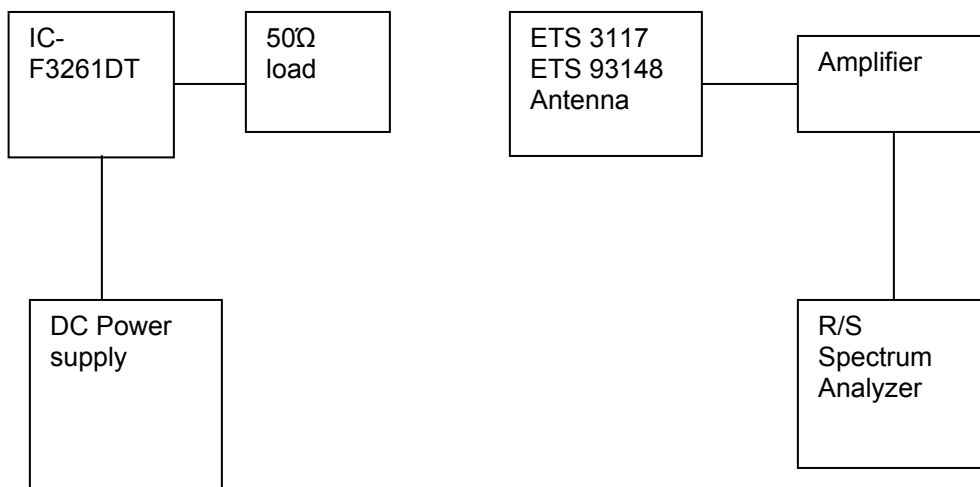 IC-
F3261DT
50Ω
load
ETS 3117
ETS 93148
Antenna
Amplifier
DC Power
supply
R/S
Spectrum
Analyzer